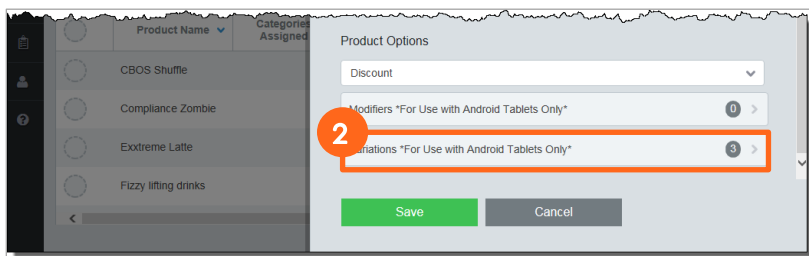 Product Name
Categories
Assigned
CBOS Shuffle
Compliance Zombie
Exxtreme Latte
Fizzy lifting drinks
Product Options
Discount
Modifiers *For Use with Android Tablets Only* 0
2
Variations *For Use with Android Tablets Only* 3
Save Cancel